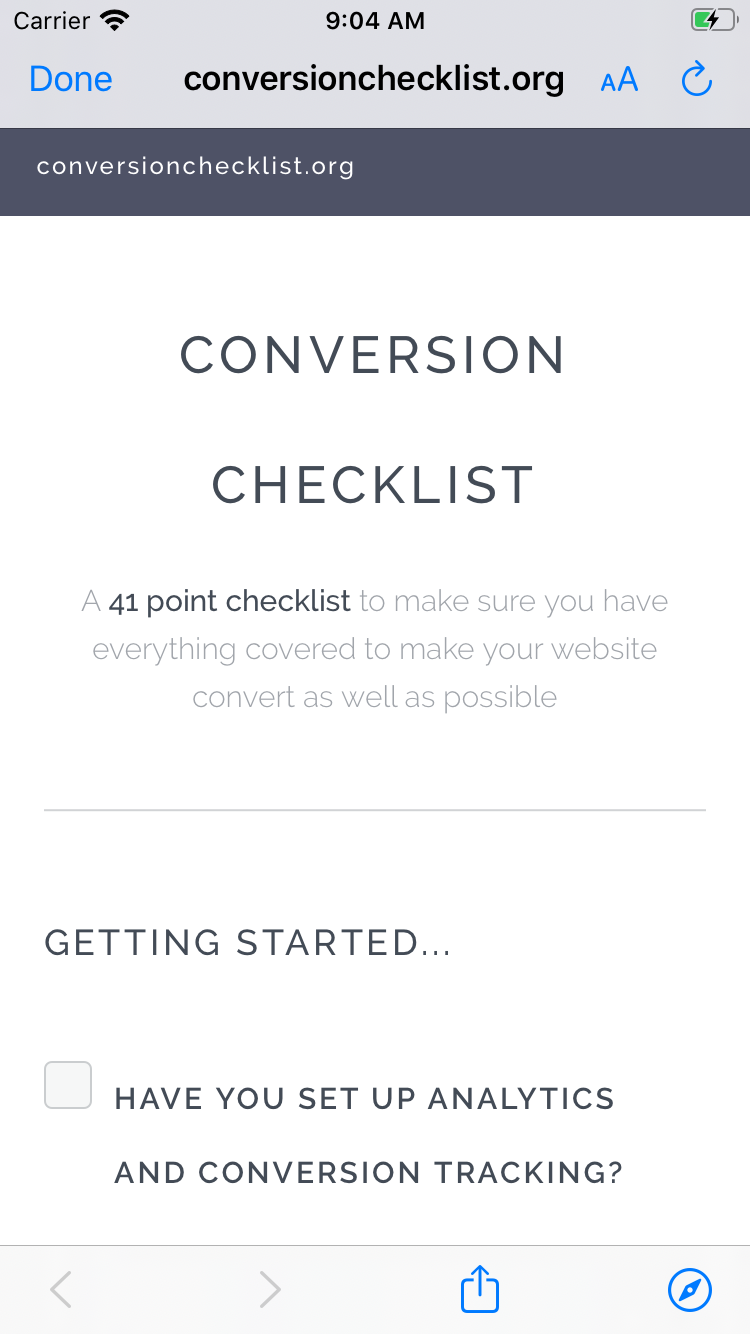 Carrier 9:04 AM
Done conversionchecklist.org AA
conversionchecklist.org
CONVERSION
CHECKLIST
A 41 point checklist to make sure you have
everything covered to make your website
convert as well as possible
GETTING STARTED...
HAVE YOU SET UP ANALYTICS
AND CONVERSION TRACKING?